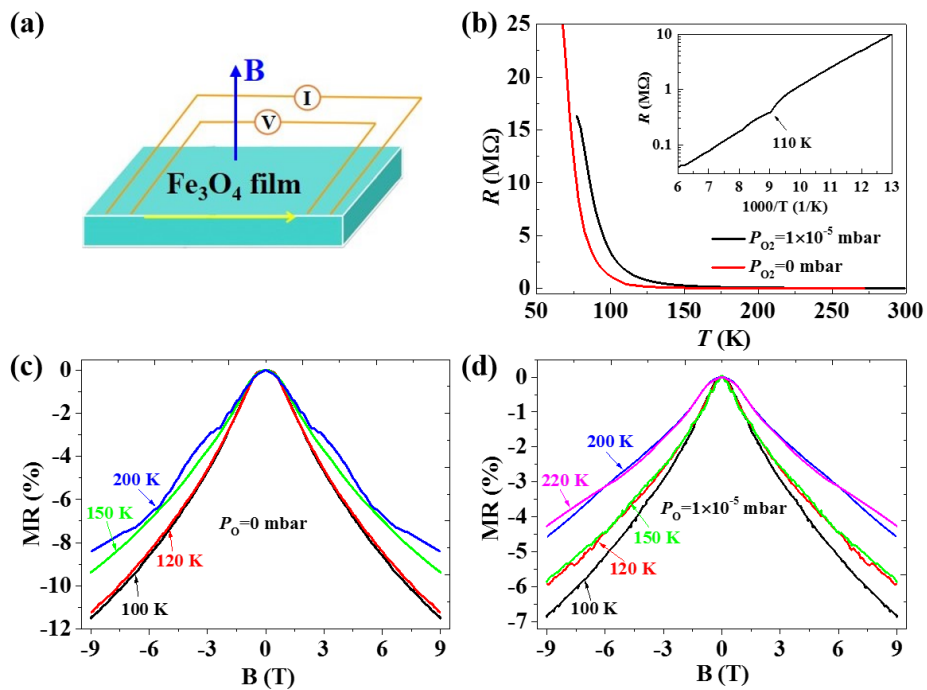 (a)
B
I
V
Fe₃O₄ film
(b)
25
20
15
10
5
0
R (MΩ)
50 100 150 200 250 300
T (K)
10
1
0.1
R (MΩ)
110 K
6 7 8 9 10 11 12 13
1000/T (1/K)
P_O2=1×10⁻⁵ mbar
P_O2=0 mbar
(c)
0
-2
-4
-6
-8
-10
-12
MR (%)
200 K
150 K
120 K
100 K
P_O=0 mbar
-9 -6 -3 0 3 6 9
B (T)
(d)
0
-1
-2
-3
-4
-5
-6
-7
MR (%)
200 K
220 K
150 K
120 K
100 K
P_O=1×10⁻⁵ mbar
-9 -6 -3 0 3 6 9
B (T)